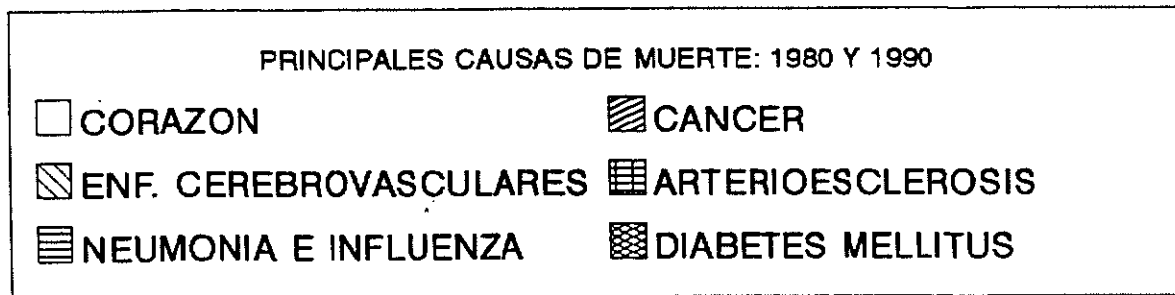 PRINCIPALES CAUSAS DE MUERTE: 1980 Y 1990
CORAZON
CANCER
ENF. CEREBROVASCULARES
ARTERIOESCLEROSIS
NEUMONIA E INFLUENZA
DIABETES MELLITUS